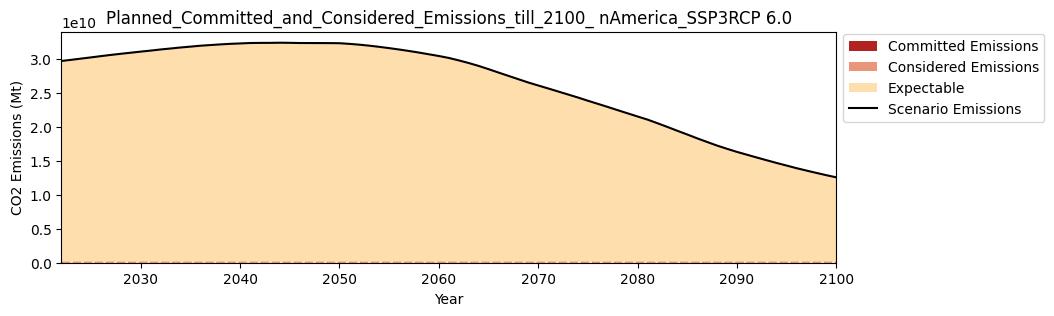 Planned_Committed_and_Considered_Emissions_till_2100_ nAmerica_SSP3RCP 6.0
1e10
Committed Emissions
Considered Emissions
Expectable
Scenario Emissions
CO2 Emissions (Mt)
3.0
2.5
2.0
1.5
1.0
0.5
0.0
2030 2040 2050 2060 2070 2080 2090 2100
Year